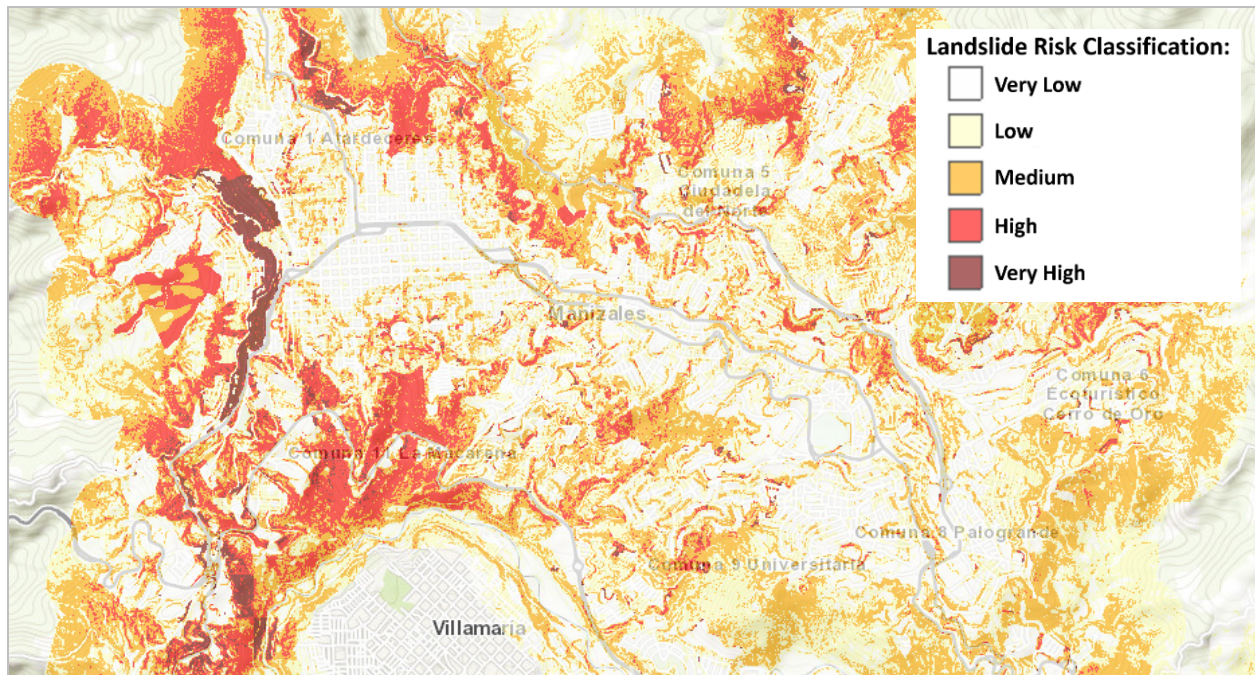 Landslide Risk Classification:
Very Low
Low
Medium
High
Very High
Comuna 1 Atardeceres
Comuna 5
Ciudadela
del Norte
Manizales
Comuna 6
Ecoturístico
Cerro de Oro
Comuna 11 La Macarena
Comuna 8 Palogrande
Comuna 9 Universitaria
Villamaria